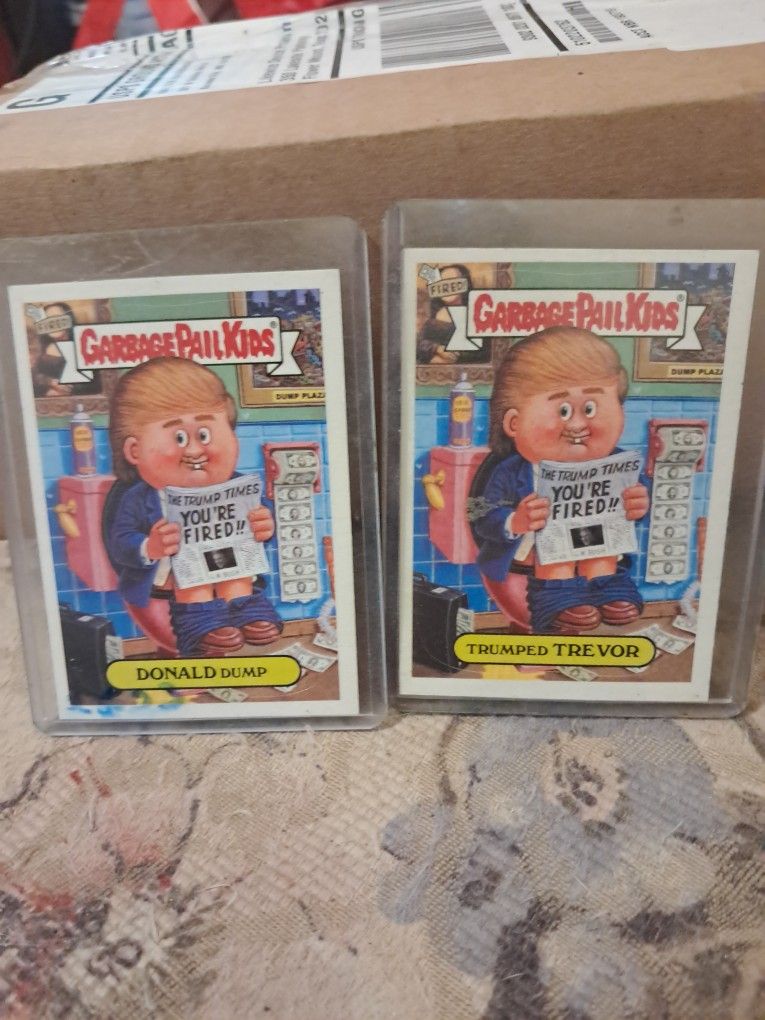 G
FIRED!
GARBAGE PAIL KIDS®
DUMP PLAZA
THE TRUMP TIMES
YOU'RE
FIRED!!
DONALD DUMP
FIRED!
GARBAGE PAIL KIDS®
DUMP PLAZA
THE TRUMP TIMES
YOU'RE
FIRED!!
TRUMPED TREVOR